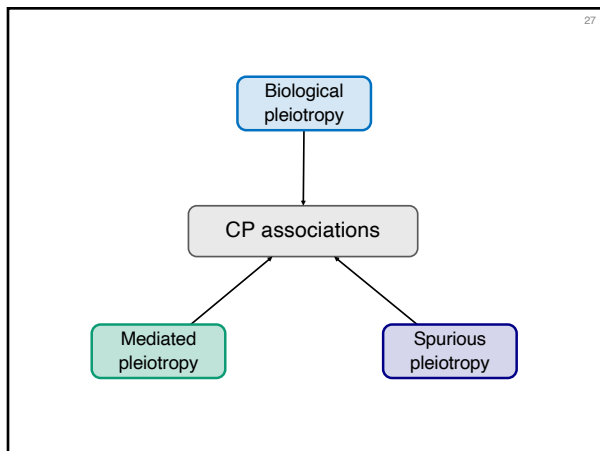 27
Biological
pleiotropy
CP associations
Mediated
pleiotropy
Spurious
pleiotropy